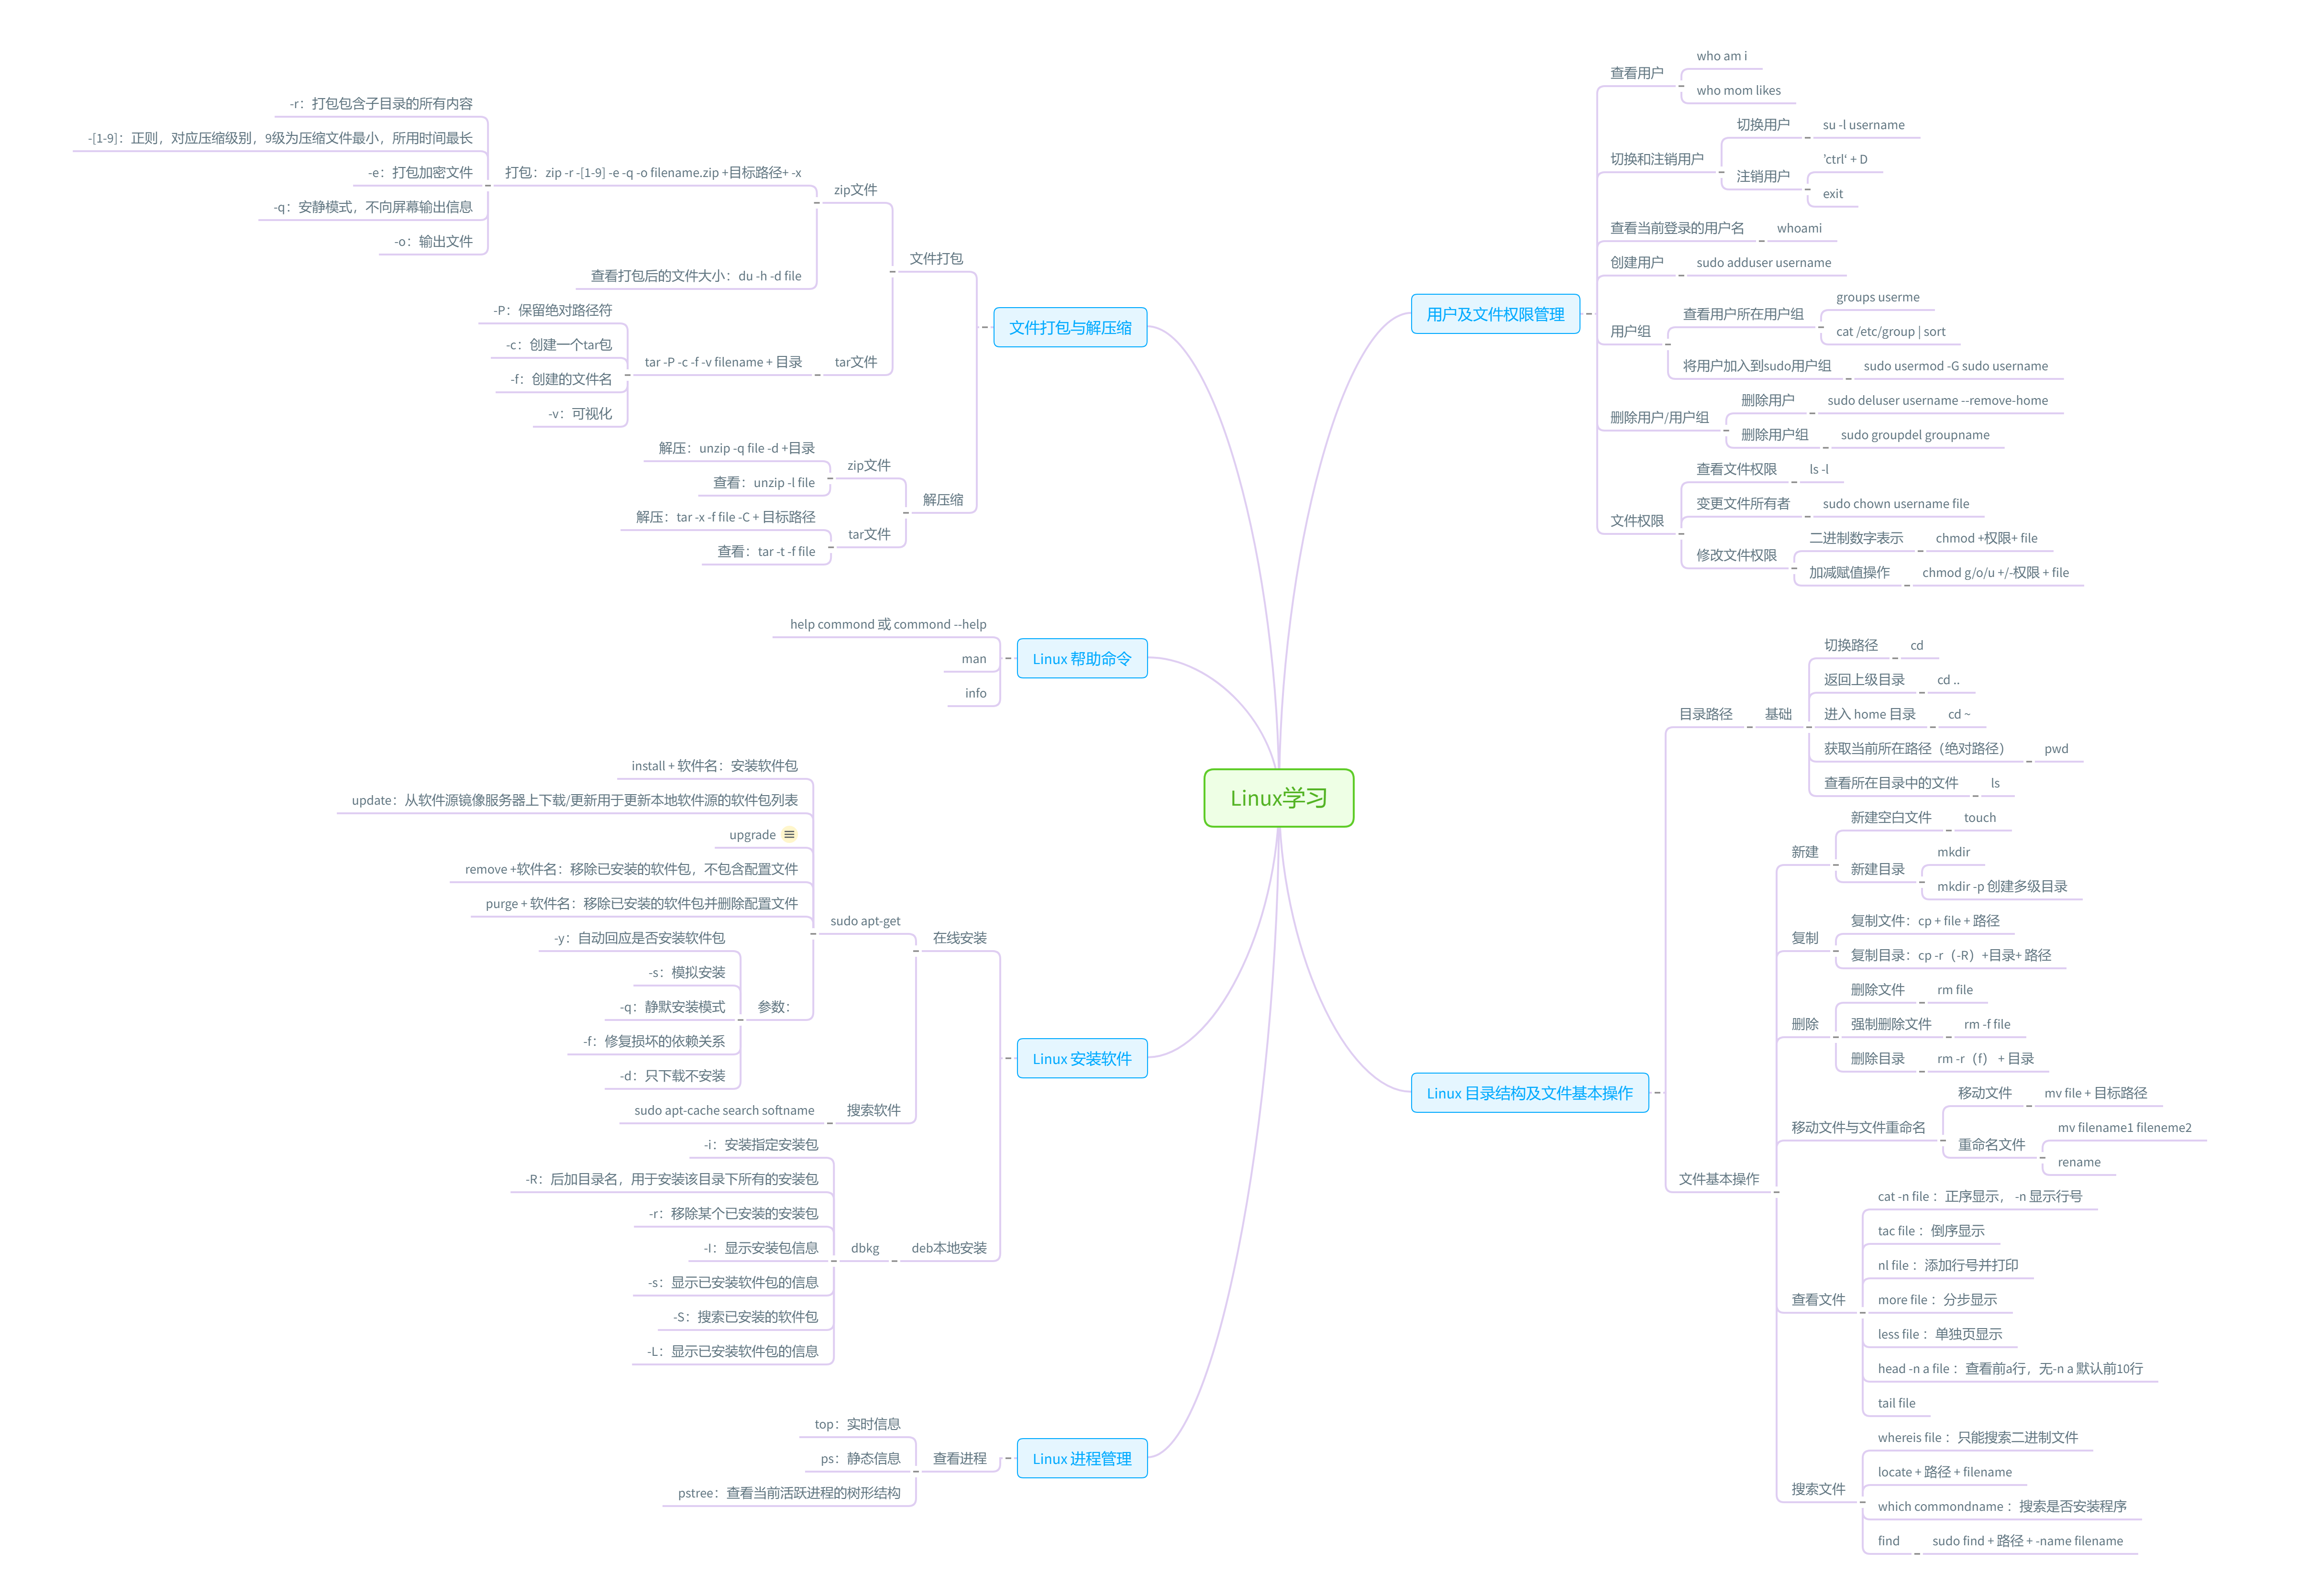 Linux学习
用户及文件权限管理
查看用户
who am i
who mom likes
切换和注销用户
切换用户
su -l username
注销用户
'ctrl‘ + D
exit
查看当前登录的用户名
whoami
创建用户
sudo adduser username
用户组
查看用户所在用户组
groups userme
cat /etc/group | sort
将用户加入到sudo用户组
sudo usermod -G sudo username
删除用户/用户组
删除用户
sudo deluser username --remove-home
删除用户组
sudo groupdel groupname
文件权限
查看文件权限
ls -l
变更文件所有者
sudo chown username file
修改文件权限
二进制数字表示
chmod +权限+ file
加减赋值操作
chmod g/o/u +/-权限 + file
Linux 目录结构及文件基本操作
目录路径
基础
切换路径
cd
返回上级目录
cd ..
进入 home 目录
cd ~
获取当前所在路径（绝对路径）
pwd
查看所在目录中的文件
ls
文件基本操作
新建
新建空白文件
touch
新建目录
mkdir
mkdir -p 创建多级目录
复制
复制文件：cp + file + 路径
复制目录：cp -r（-R）+目录+ 路径
删除
删除文件
rm file
强制删除文件
rm -f file
删除目录
rm -r（f） + 目录
移动文件与文件重命名
移动文件
mv file + 目标路径
重命名文件
mv filename1 fileneme2
rename
查看文件
cat -n file ：正序显示， -n 显示行号
tac file ：倒序显示
nl file ：添加行号并打印
more file ：分步显示
less file ：单独页显示
head -n a file ：查看前a行，无-n a 默认前10行
tail file
搜索文件
whereis file ：只能搜索二进制文件
locate + 路径 + filename
which commondname ：搜索是否安装程序
find
sudo find + 路径 + -name filename
文件打包与解压缩
文件打包
zip文件
打包：zip -r -[1-9] -e -q -o filename.zip +目标路径+ -x
-r：打包包含子目录的所有内容
-[1-9]：正则，对应压缩级别，9级为压缩文件最小，所用时间最长
-e：打包加密文件
-q：安静模式，不向屏幕输出信息
-o：输出文件
查看打包后的文件大小：du -h -d file
tar文件
tar -P -c -f -v filename + 目录
-P：保留绝对路径符
-c：创建一个tar包
-f：创建的文件名
-v：可视化
解压缩
zip文件
解压：unzip -q file -d +目录
查看：unzip -l file
tar文件
解压：tar -x -f file -C + 目标路径
查看：tar -t -f file
Linux 帮助命令
help commond 或 commond --help
man
info
Linux 安装软件
在线安装
sudo apt-get
install + 软件名：安装软件包
update：从软件源镜像服务器上下载/更新用于更新本地软件源的软件包列表
upgrade
remove +软件名：移除已安装的软件包，不包含配置文件
purge + 软件名：移除已安装的软件包并删除配置文件
参数：
-y：自动回应是否安装软件包
-s：模拟安装
-q：静默安装模式
-f：修复损坏的依赖关系
-d：只下载不安装
搜索软件
sudo apt-cache search softname
deb本地安装
dbkg
-i：安装指定安装包
-R：后加目录名，用于安装该目录下所有的安装包
-r：移除某个已安装的安装包
-I：显示安装包信息
-s：显示已安装软件包的信息
-S：搜索已安装的软件包
-L：显示已安装软件包的信息
Linux 进程管理
查看进程
top：实时信息
ps：静态信息
pstree：查看当前活跃进程的树形结构